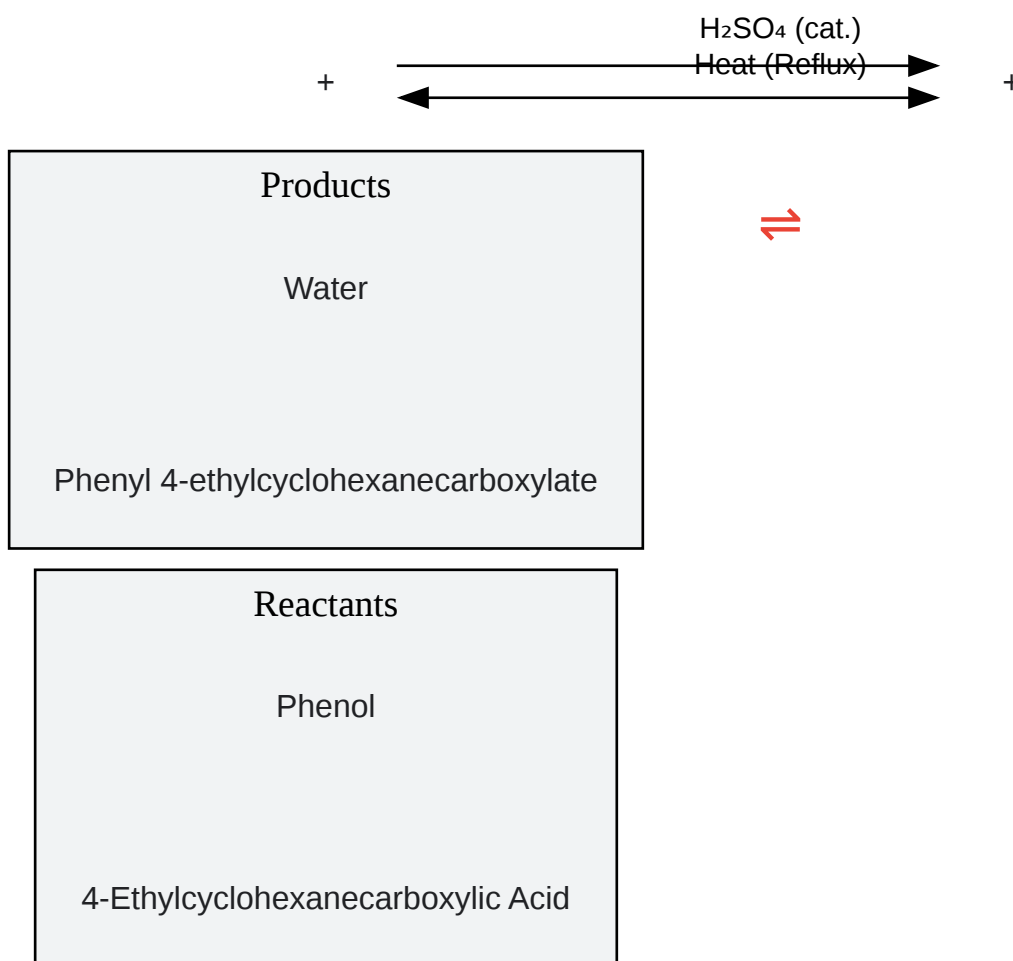 H₂SO₄ (cat.)
Heat (Reflux)
+
+
Products
⇌
Water
Phenyl 4-ethylcyclohexanecarboxylate
Reactants
Phenol
4-Ethylcyclohexanecarboxylic Acid